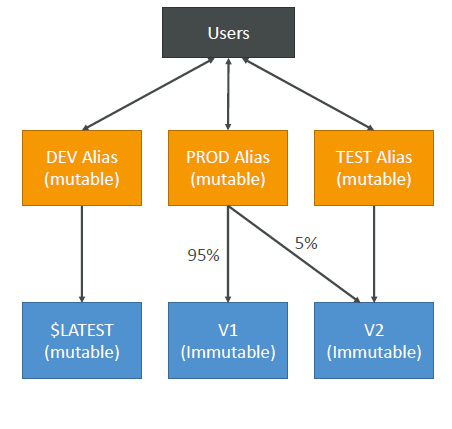 Users
DEV Alias
(mutable)
PROD Alias
(mutable)
TEST Alias
(mutable)
95%
5%
$LATEST
(mutable)
V1
(Immutable)
V2
(Immutable)